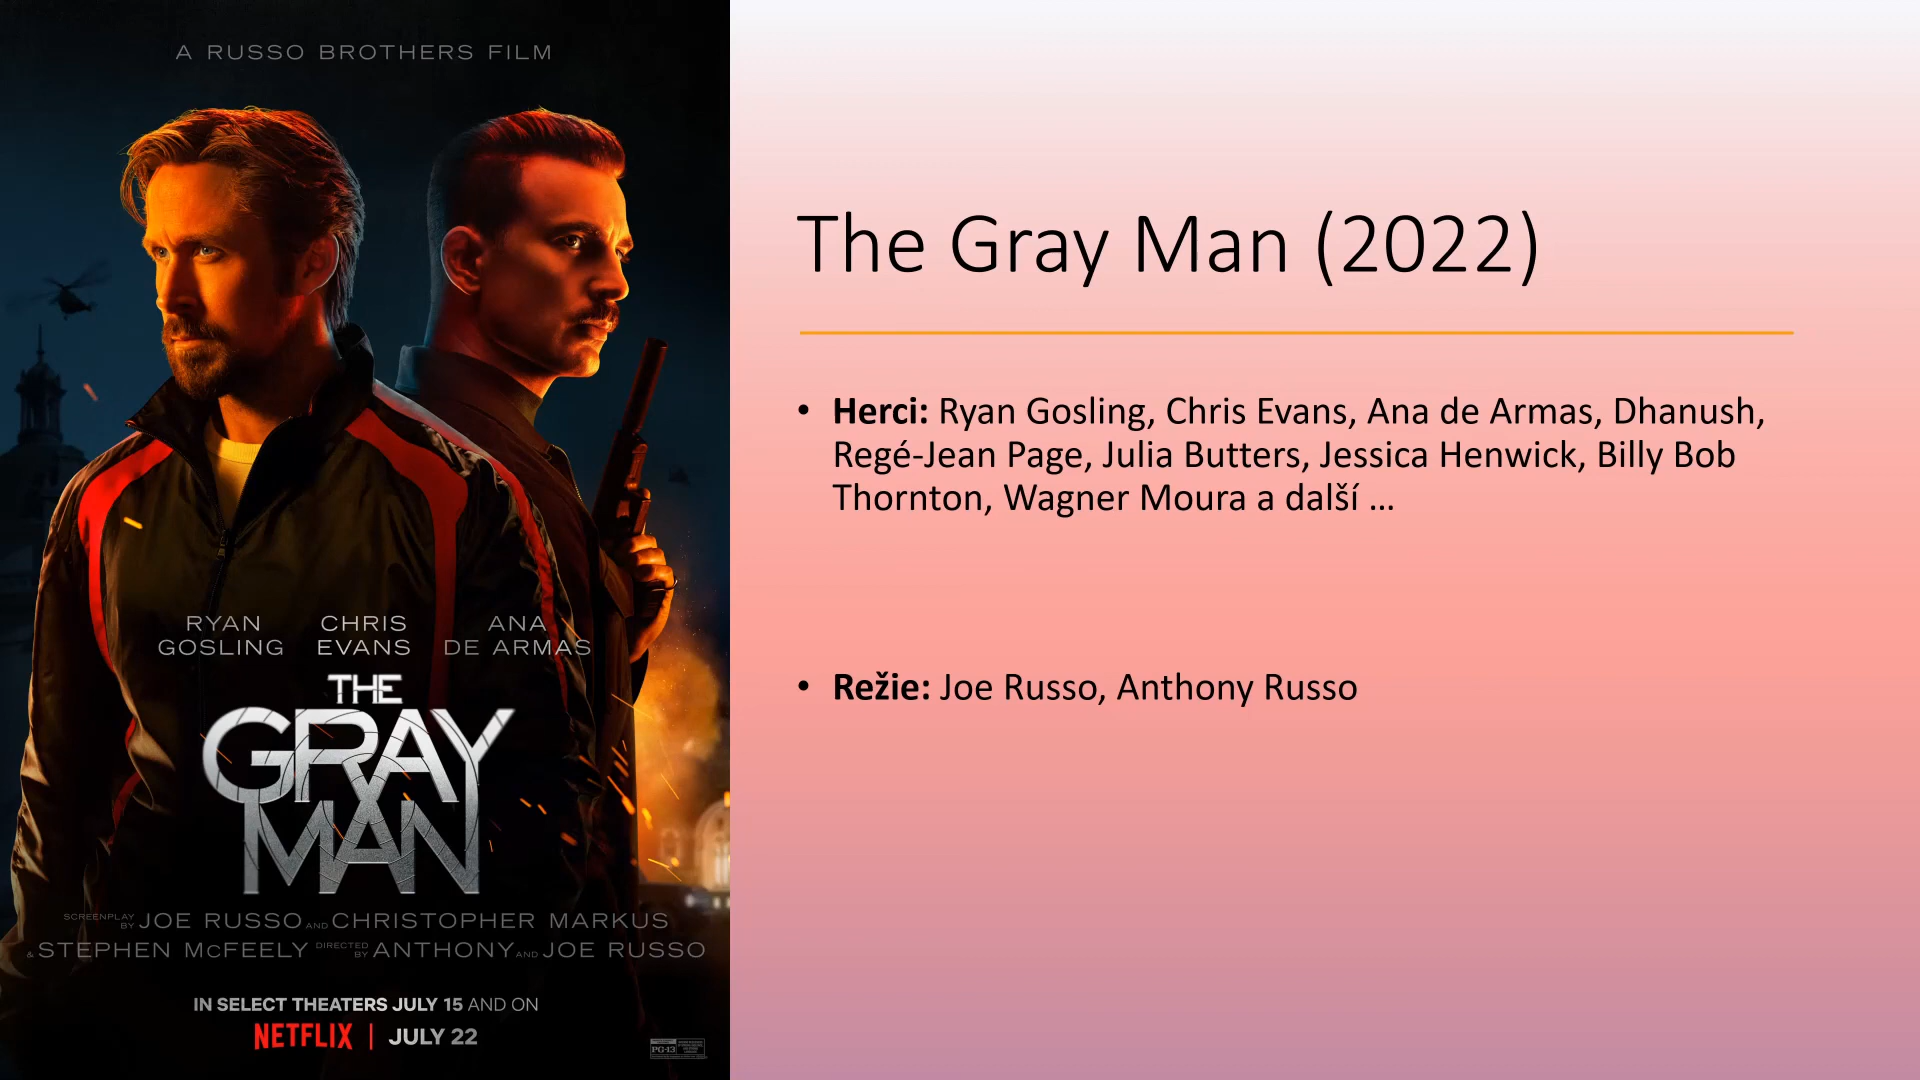 A RUSSO BROTHERS FILM
RYAN GOSLING
CHRIS EVANS
ANA DE ARMAS
THE
GRAY
MAN
SCREENPLAY BY JOE RUSSO AND CHRISTOPHER MARKUS
& STEPHEN McFEELY DIRECTED BY ANTHONY AND JOE RUSSO
IN SELECT THEATERS JULY 15 AND ON
NETFLIX | JULY 22
PG-13
The Gray Man (2022)
• Herci: Ryan Gosling, Chris Evans, Ana de Armas, Dhanush,
Regé-Jean Page, Julia Butters, Jessica Henwick, Billy Bob
Thornton, Wagner Moura a další …
• Režie: Joe Russo, Anthony Russo